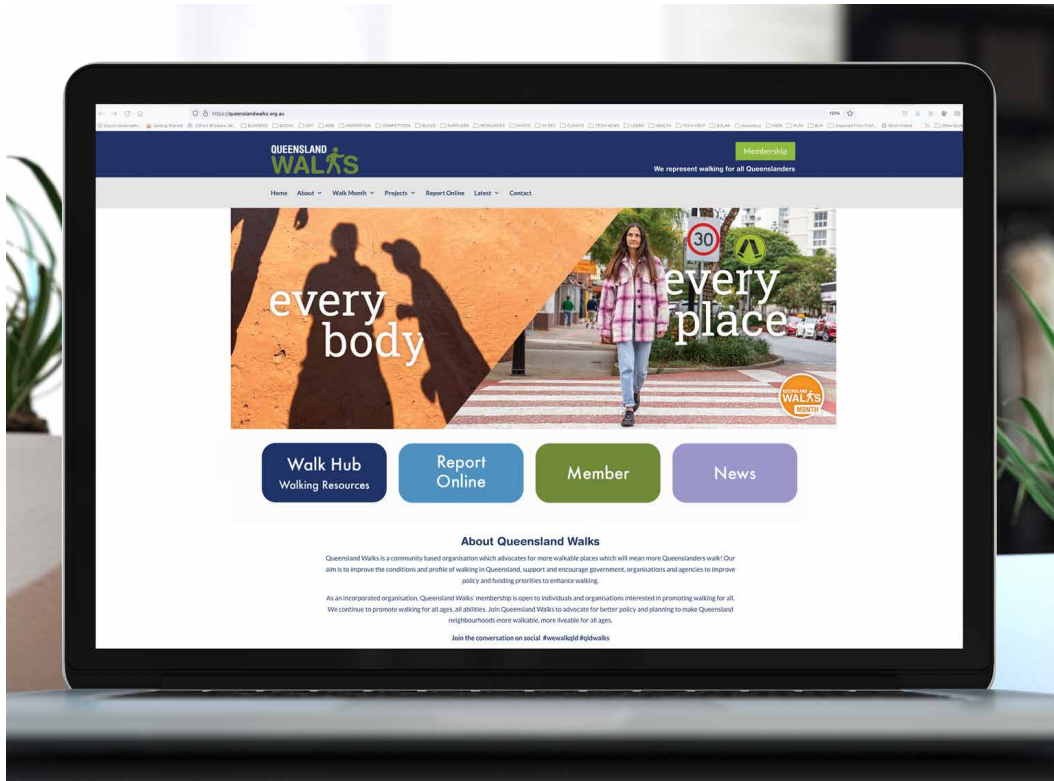 https://queenslandwalks.org.au
120%
QUEENSLAND
WALKS
Membership
We represent walking for all Queenslanders
Home About Walk Month Projects Report Online Latest Contact
every
body
30
every
place
QUEENSLAND
WALKS
MONTH
Walk Hub
Walking Resources
Report
Online
Member
News
About Queensland Walks
Queensland Walks is a community based organisation which advocates for more walkable places which will mean more Queenslanders walk! Our
aim is to improve the conditions and profile of walking in Queensland, support and encourage government, organisations and agencies to improve
policy and funding priorities to enhance walking.
As an incorporated organisation, Queensland Walks' membership is open to individuals and organisations interested in promoting walking for all.
We continue to promote walking for all ages, all abilities. Join Queensland Walks to advocate for better policy and planning to make Queensland
neighbourhoods more walkable, more liveable for all ages.
Join the conversation on social #wewalkqld #qldwalks